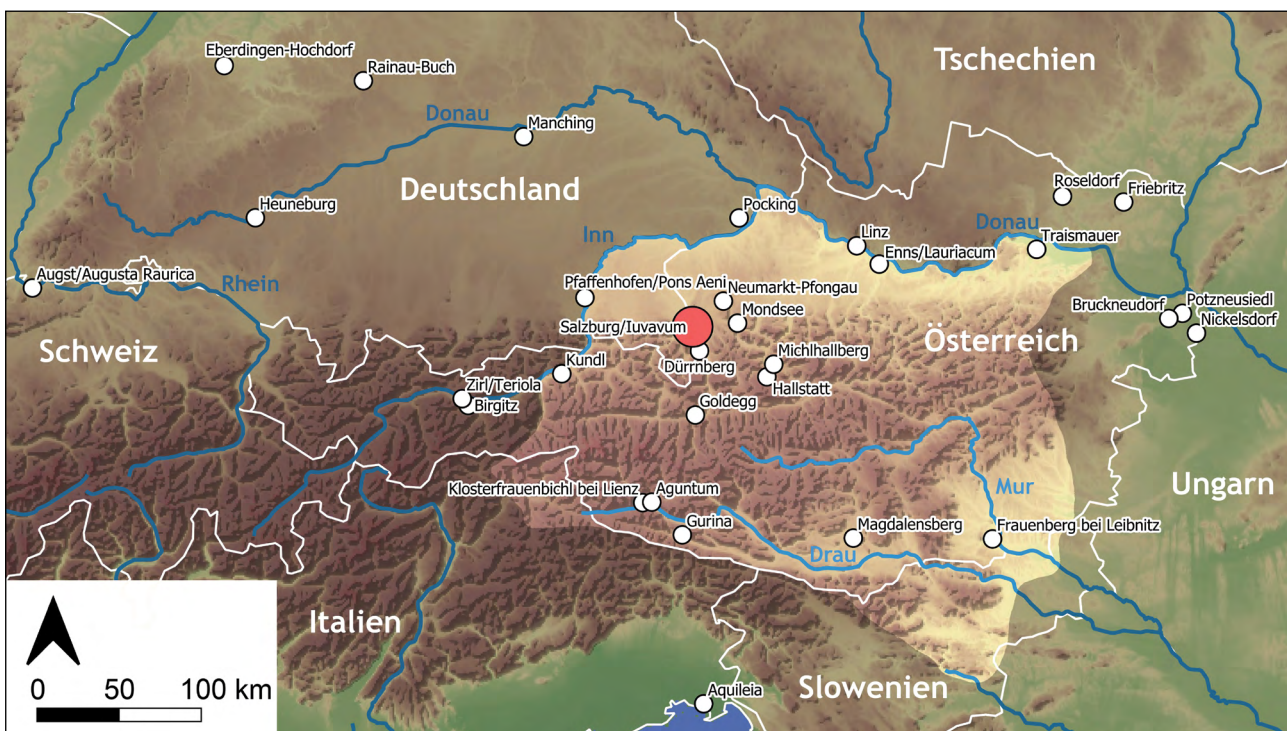 Eberdingen-Hochdorf
Rainau-Buch
Tschechien
Donau
Manching
Deutschland
Heuneburg
Pocking
Roseldorf
Friebritz
Inn
Linz
Donau
Traismauer
Enns/Lauriacum
Augst/Augusta Raurica
Rhein
Pfaffenhofen/Pons Aeni
Neumarkt-Pfongau
Mondsee
Bruckneudorf
Potzneusiedl
Nickelsdorf
Salzburg/Iuvavum
Österreich
Schweiz
Dürrnberg
Michlhallberg
Kundl
Hallstatt
Zirl/Teriola
Birgitz
Goldegg
Klosterfrauenbichl bei Lienz
Aguntum
Mur
Ungarn
Gurina
Magdalensberg
Frauenberg bei Leibnitz
Drau
Italien
Slowenien
Aquileia
0 50 100 km